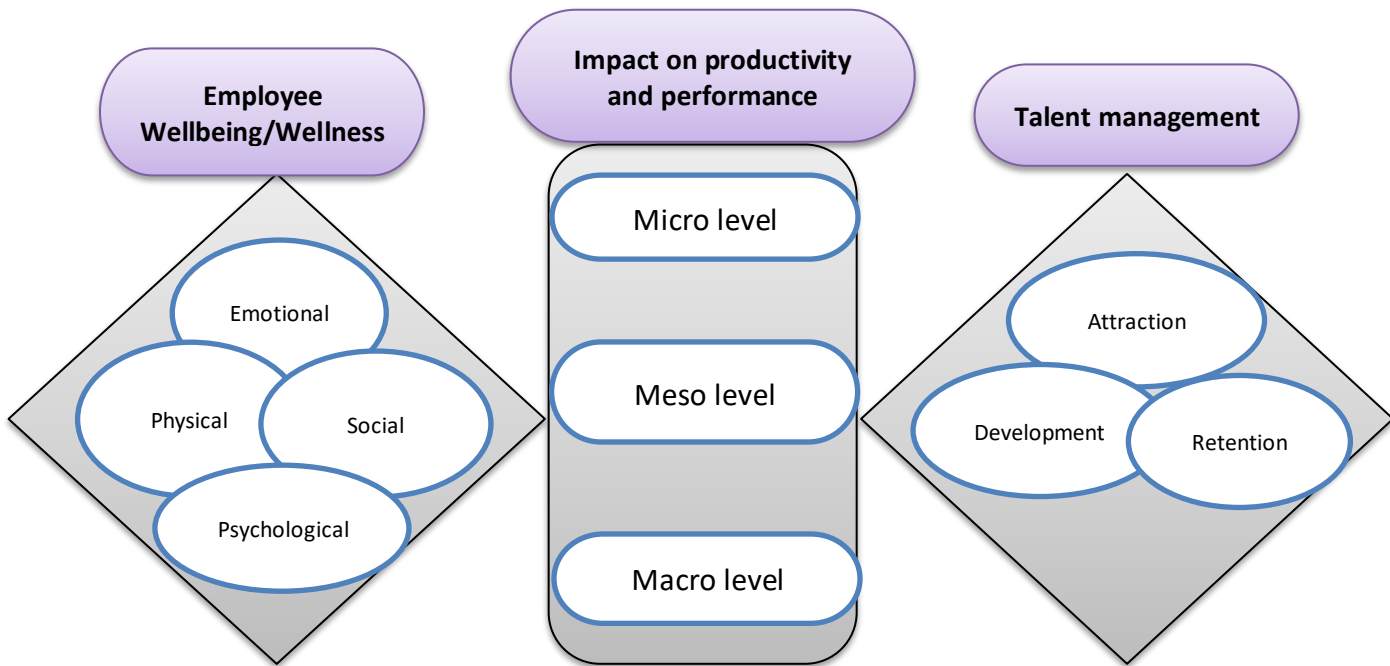 Employee
Wellbeing/Wellness
Emotional
Physical
Social
Psychological
Impact on productivity
and performance
Micro level
Meso level
Macro level
Talent management
Attraction
Development
Retention